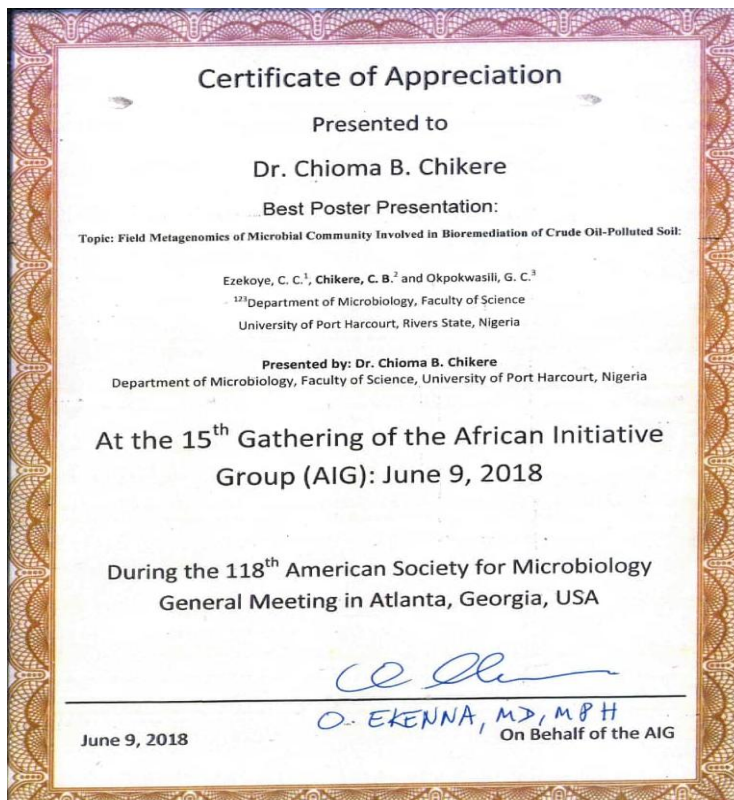 Certificate of Appreciation
Presented to
Dr. Chioma B. Chikere
Best Poster Presentation:
Topic: Field Metagenomics of Microbial Community Involved in Bioremediation of Crude Oil-Polluted Soil:
Ezekoye, C. C.¹, Chikere, C. B.² and Okpokwasili, G. C.³
¹²³Department of Microbiology, Faculty of Science
University of Port Harcourt, Rivers State, Nigeria
Presented by: Dr. Chioma B. Chikere
Department of Microbiology, Faculty of Science, University of Port Harcourt, Nigeria
At the 15th Gathering of the African Initiative
Group (AIG): June 9, 2018
During the 118th American Society for Microbiology
General Meeting in Atlanta, Georgia, USA
O. EKENNA, MD, MPH
June 9, 2018 On Behalf of the AIG